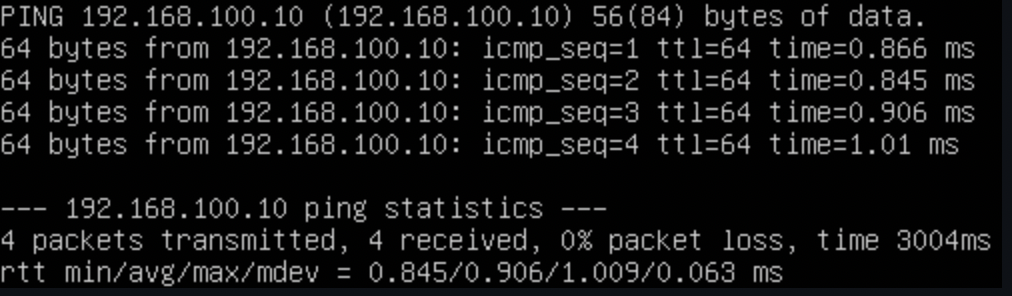 PING 192.168.100.10 (192.168.100.10) 56(84) bytes of data.
64 bytes from 192.168.100.10: icmp_seq=1 ttl=64 time=0.866 ms
64 bytes from 192.168.100.10: icmp_seq=2 ttl=64 time=0.845 ms
64 bytes from 192.168.100.10: icmp_seq=3 ttl=64 time=0.906 ms
64 bytes from 192.168.100.10: icmp_seq=4 ttl=64 time=1.01 ms
--- 192.168.100.10 ping statistics ---
4 packets transmitted, 4 received, 0% packet loss, time 3004ms
rtt min/avg/max/mdev = 0.845/0.906/1.009/0.063 ms